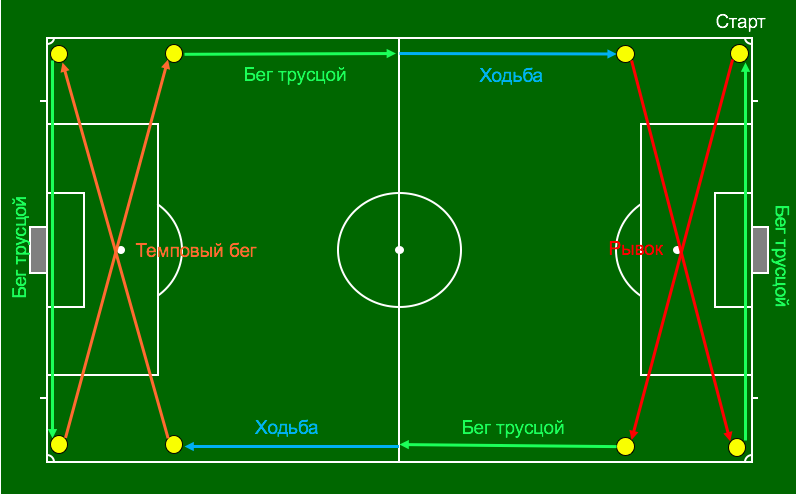 Старт
Бег трусцой
Ходьба
Бег трусцой
Темповый бег
Рывок
Бег трусцой
Ходьба
Бег трусцой